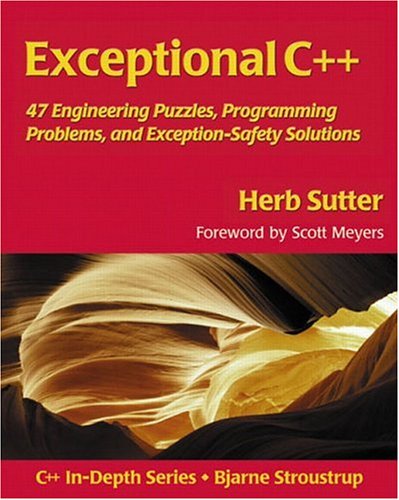 Exceptional C++
47 Engineering Puzzles, Programming
Problems, and Exception-Safety Solutions
Herb Sutter
Foreword by Scott Meyers
C++ In-Depth Series • Bjarne Stroustrup